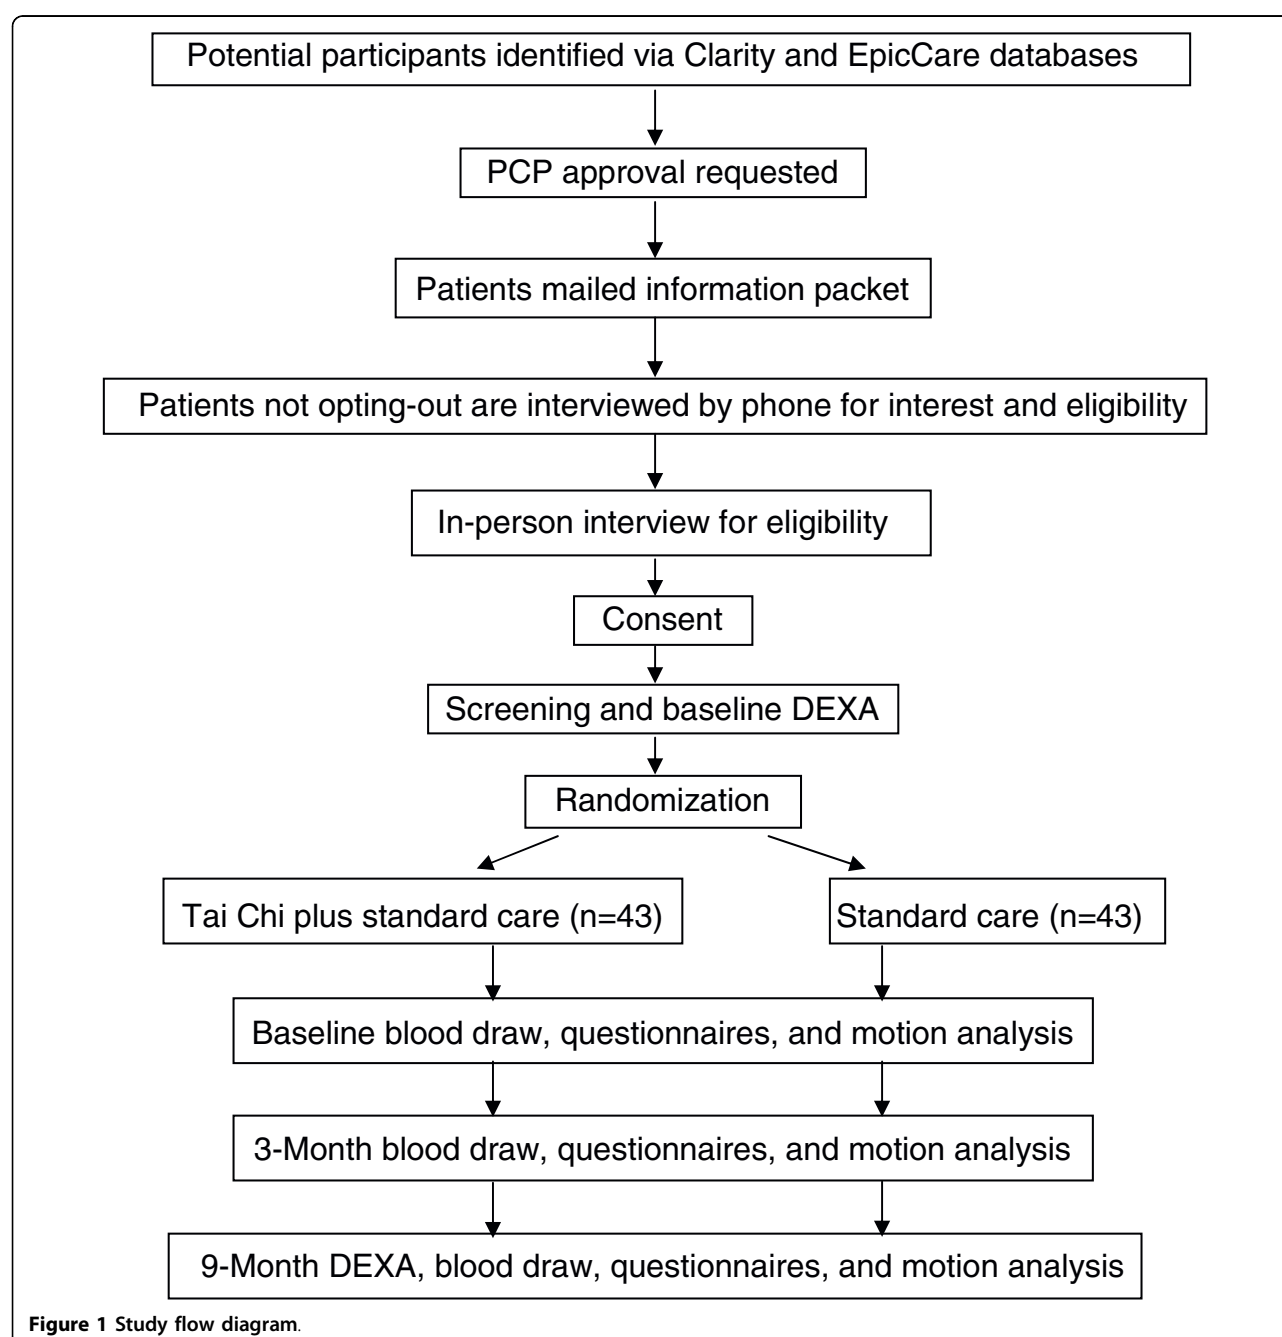 Potential participants identified via Clarity and EpicCare databases
PCP approval requested
Patients mailed information packet
Patients not opting-out are interviewed by phone for interest and eligibility
In-person interview for eligibility
Consent
Screening and baseline DEXA
Randomization
Tai Chi plus standard care (n=43)
Standard care (n=43)
Baseline blood draw, questionnaires, and motion analysis
3-Month blood draw, questionnaires, and motion analysis
9-Month DEXA, blood draw, questionnaires, and motion analysis
Figure 1 Study flow diagram.